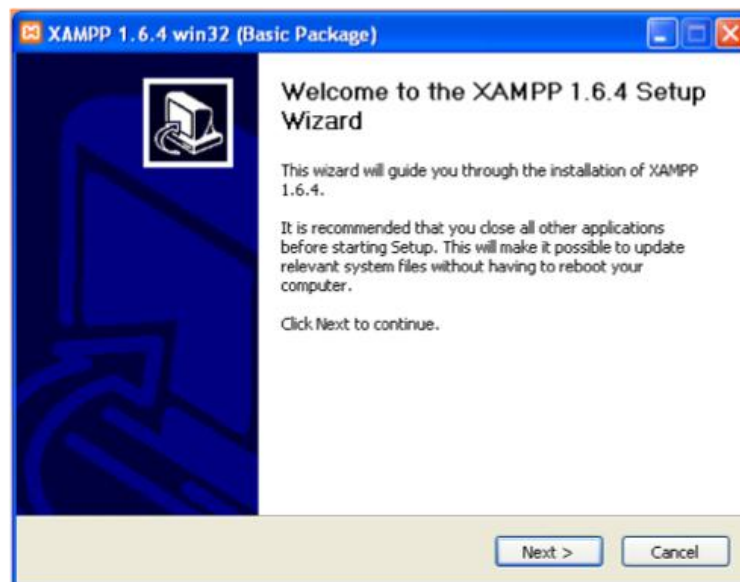 XAMPP 1.6.4 win32 (Basic Package)
Welcome to the XAMPP 1.6.4 Setup
Wizard
This wizard will guide you through the installation of XAMPP
1.6.4.
It is recommended that you close all other applications
before starting Setup. This will make it possible to update
relevant system files without having to reboot your
computer.
Click Next to continue.
Next >
Cancel